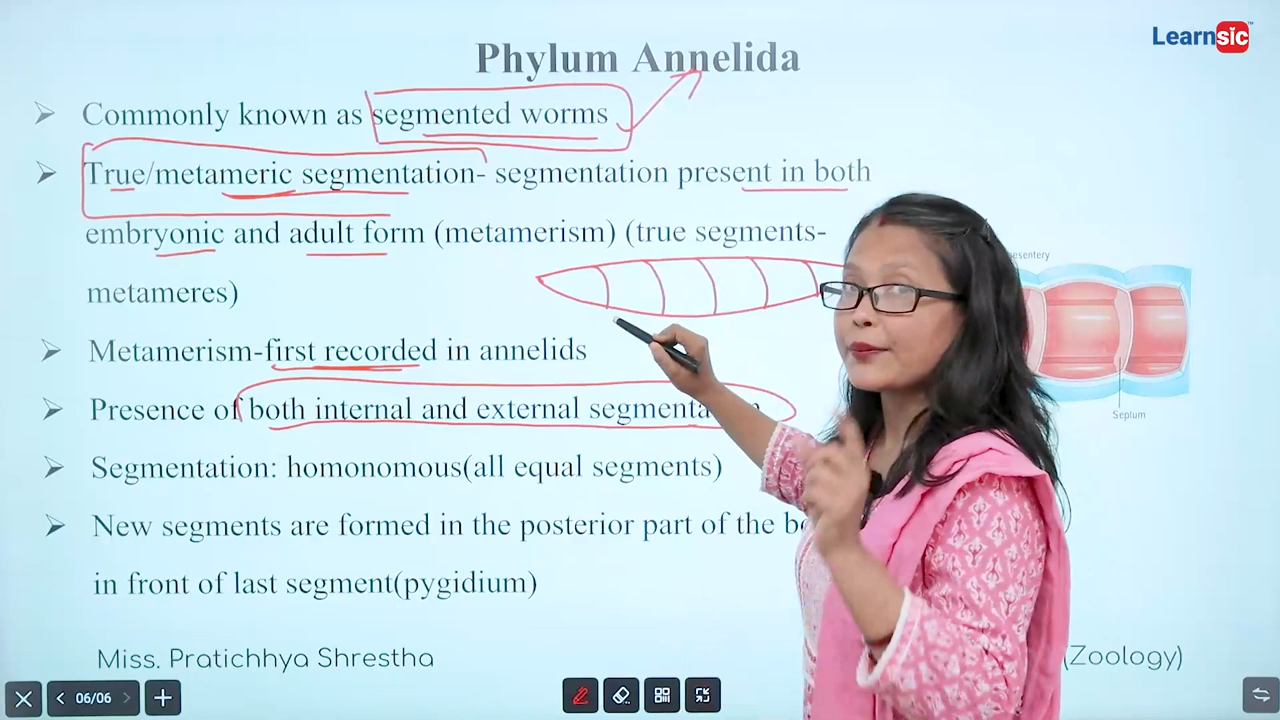 Learnsic
Phylum Annelida
➢ Commonly known as segmented worms
➢ True/metameric segmentation- segmentation present in both
embryonic and adult form (metamerism) (true segments-
metameres)
➢ Metamerism-first recorded in annelids
➢ Presence of both internal and external
➢ Segmentation: homonomous(all equal segments)
➢ New segments are formed in the posterior part of the
in front of last segment(pygidium)
Septum
Miss. Pratichhya Shrestha
(Zoology)
06/06